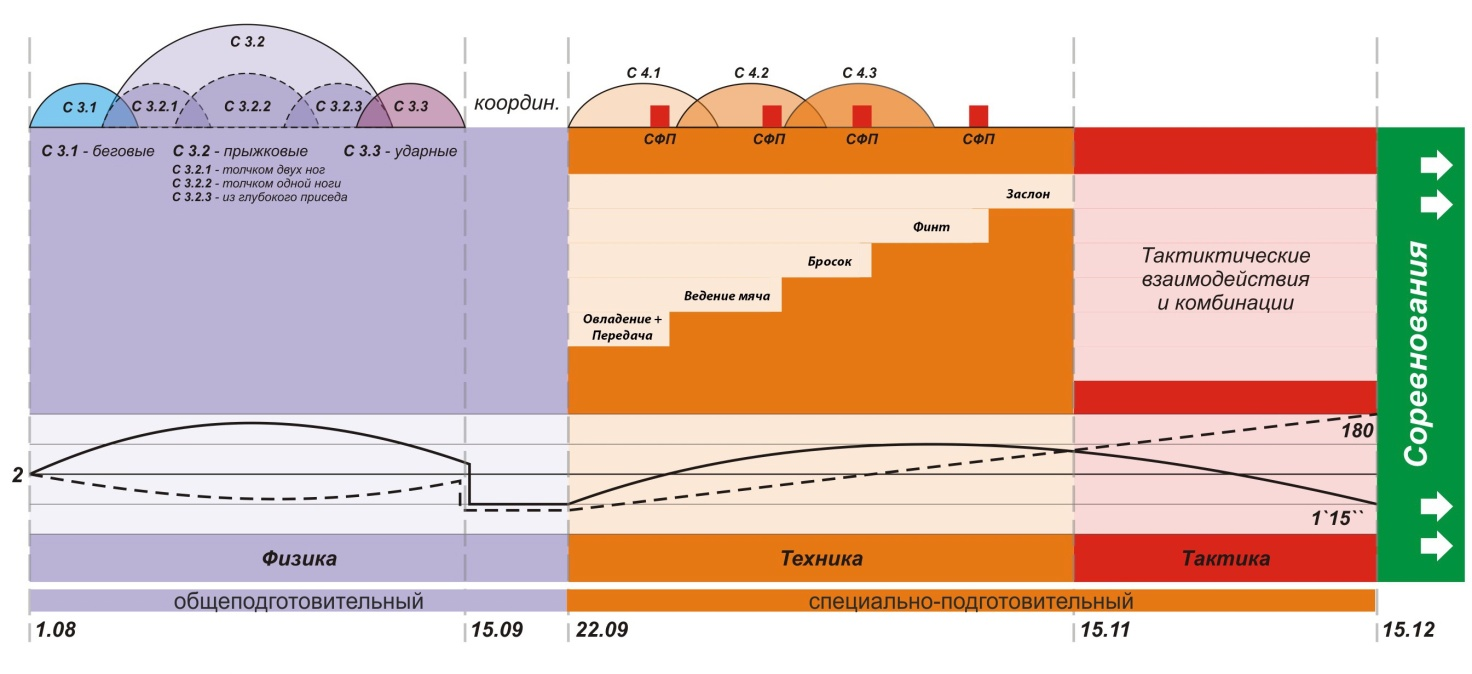 С 3.2
С 3.1
С 3.2.1
С 3.2.2
С 3.2.3
С 3.3
координ.
С 4.1
С 4.2
С 4.3
СФП
СФП
СФП
СФП
С 3.1 - беговые
С 3.2 - прыжковые
С 3.3 - ударные
С 3.2.1 - толчком двух ног
С 3.2.2 - толчком одной ноги
С 3.2.3 - из глубокого приседа
Заслон
Финт
Бросок
Ведение мяча
Овладение +
Передача
Тактиктические
взаимодействия
и комбинации
Соревнования
2
180
1`15``
Физика
Техника
Тактика
общеподготовительный
специально-подготовительный
1.08
15.09
22.09
15.11
15.12